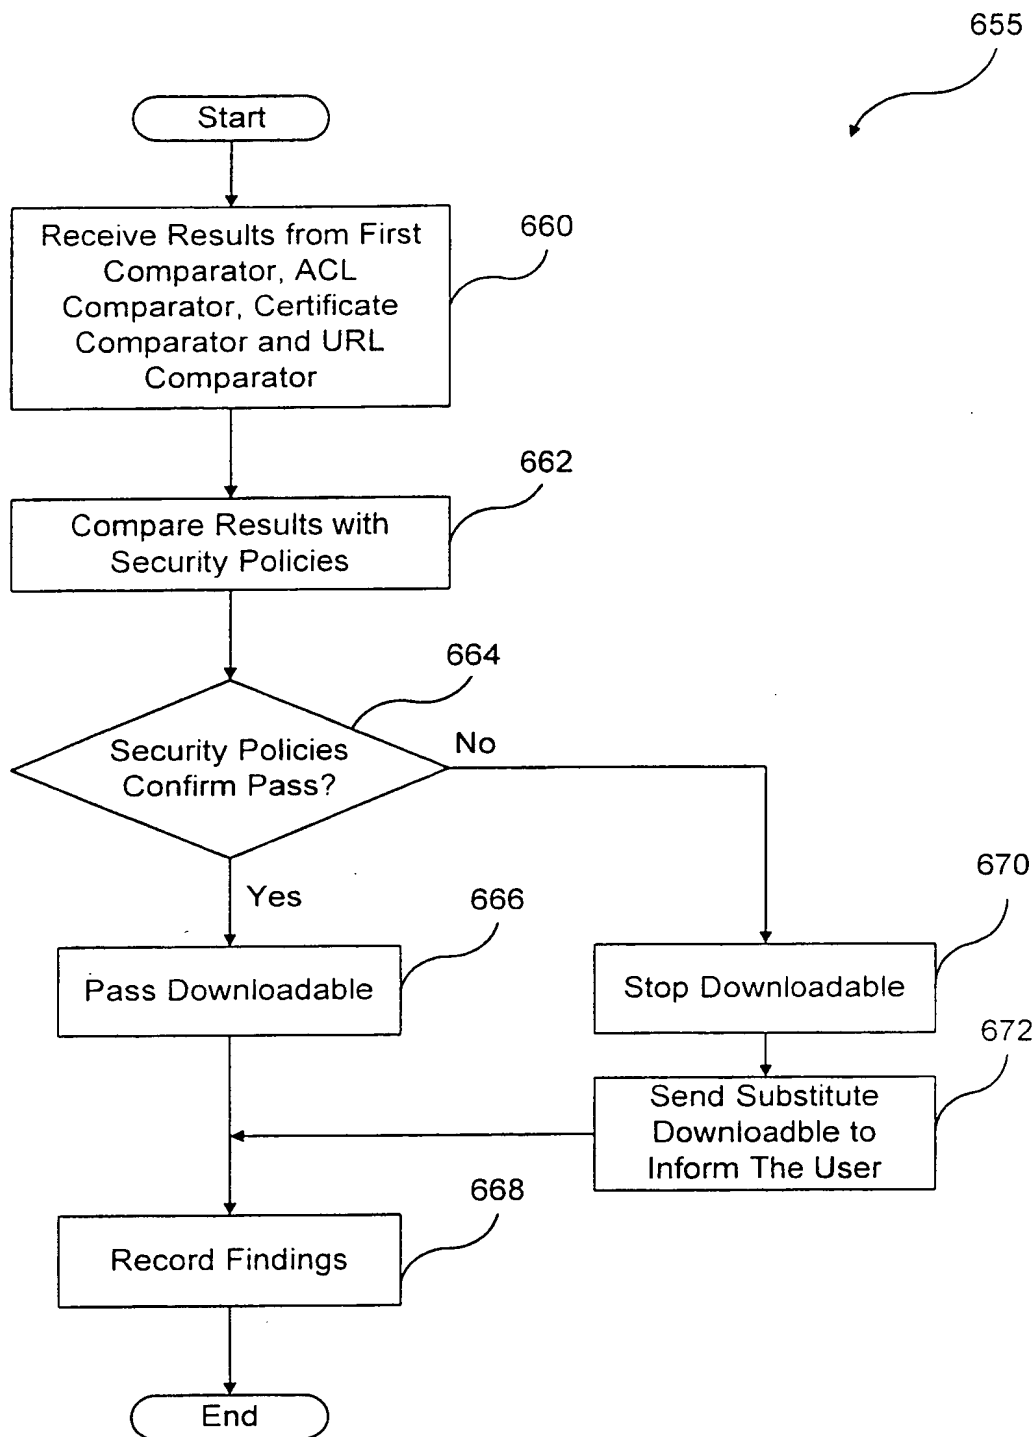 655
Start
Receive Results from First
Comparator, ACL
Comparator, Certificate
Comparator and URL
Comparator
660
662
Compare Results with
Security Policies
664
Security Policies
Confirm Pass?
No
Yes
666
670
Pass Downloadable
Stop Downloadable
672
Send Substitute
Downloadble to
Inform The User
668
Record Findings
End